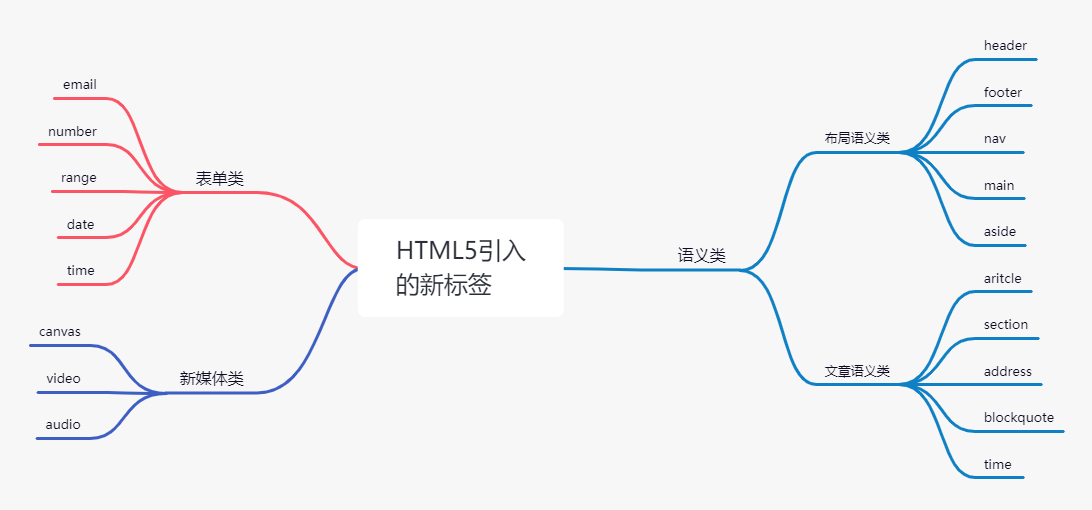 HTML5引入
的新标签
表单类
email
number
range
date
time
新媒体类
canvas
video
audio
语义类
布局语义类
header
footer
nav
main
aside
文章语义类
aritcle
section
address
blockquote
time